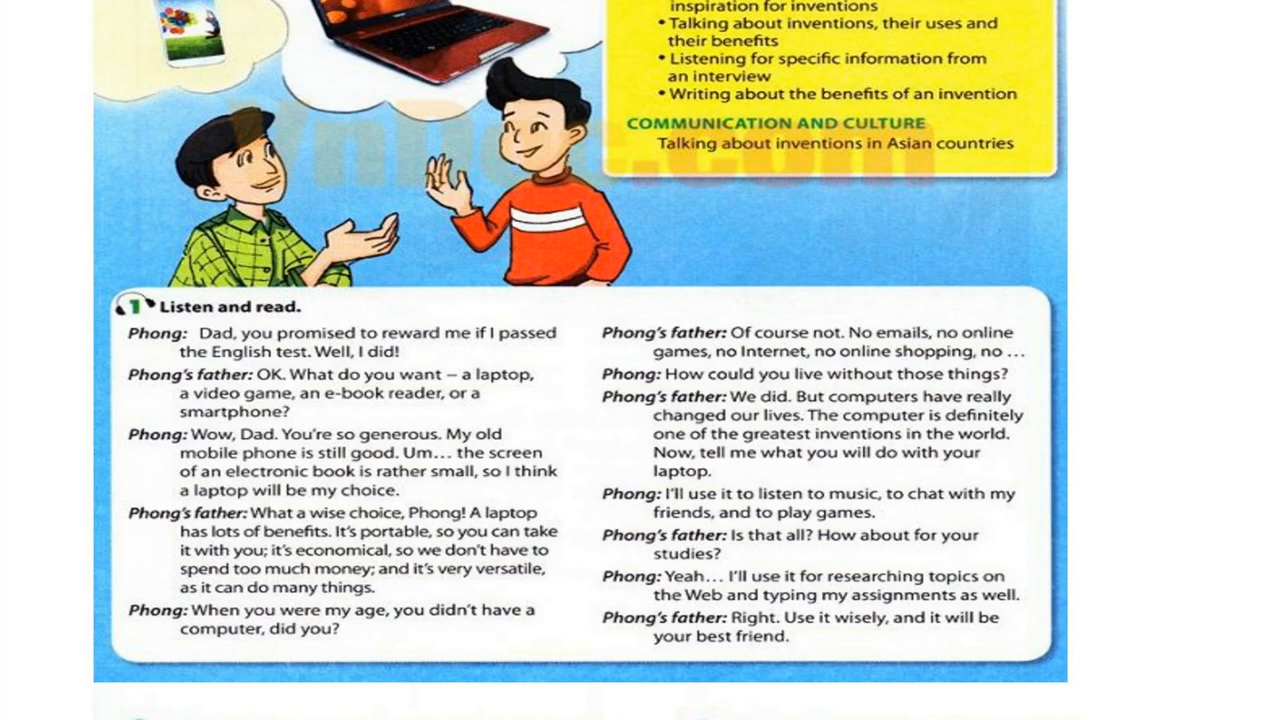 inspiration for inventions
• Talking about inventions, their uses and
their benefits
• Listening for specific information from
an interview
• Writing about the benefits of an invention
COMMUNICATION AND CULTURE
Talking about inventions in Asian countries
VnDoc.com
1 Listen and read.
Phong: Dad, you promised to reward me if I passed
the English test. Well, I did!
Phong's father: OK. What do you want – a laptop,
a video game, an e-book reader, or a
smartphone?
Phong: Wow, Dad. You're so generous. My old
mobile phone is still good. Um... the screen
of an electronic book is rather small, so I think
a laptop will be my choice.
Phong's father: What a wise choice, Phong! A laptop
has lots of benefits. It's portable, so you can take
it with you; it's economical, so we don't have to
spend too much money; and it's very versatile,
as it can do many things.
Phong: When you were my age, you didn't have a
computer, did you?
Phong's father: Of course not. No emails, no online
games, no Internet, no online shopping, no ...
Phong: How could you live without those things?
Phong's father: We did. But computers have really
changed our lives. The computer is definitely
one of the greatest inventions in the world.
Now, tell me what you will do with your
laptop.
Phong: I'll use it to listen to music, to chat with my
friends, and to play games.
Phong's father: Is that all? How about for your
studies?
Phong: Yeah... I'll use it for researching topics on
the Web and typing my assignments as well.
Phong's father: Right. Use it wisely, and it will be
your best friend.